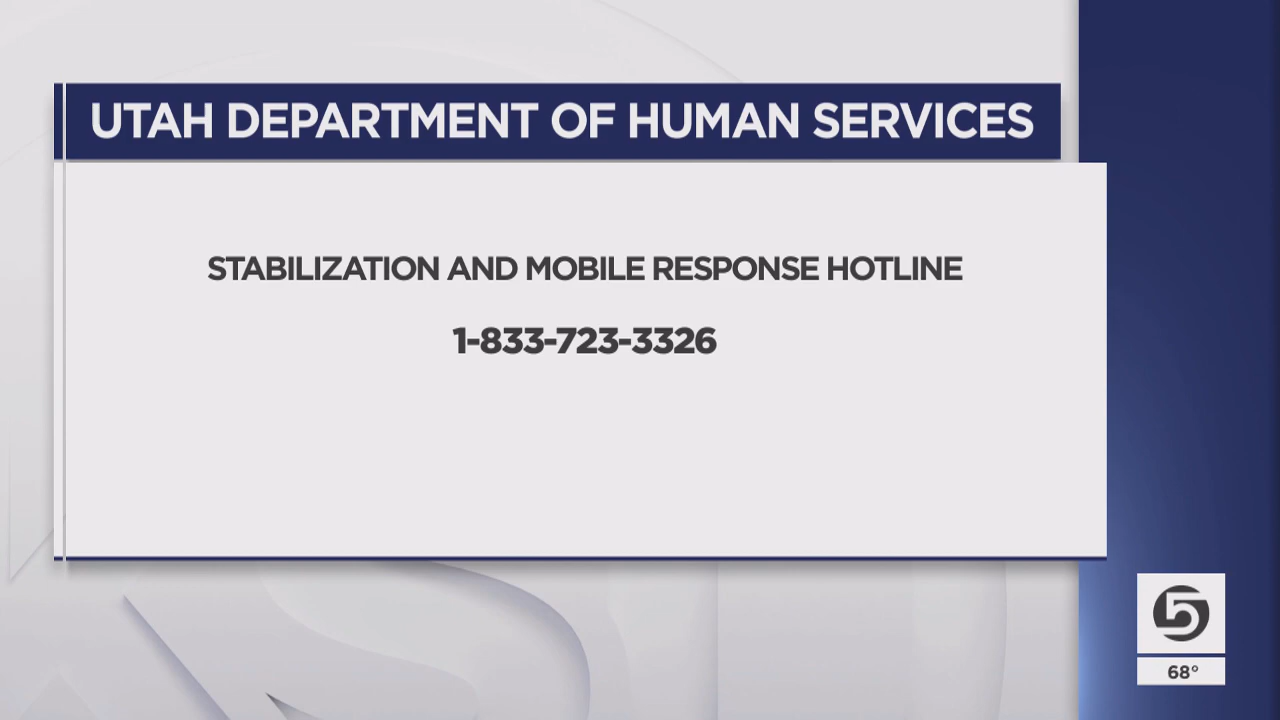 UTAH DEPARTMENT OF HUMAN SERVICES
STABILIZATION AND MOBILE RESPONSE HOTLINE
1-833-723-3326
5
68°